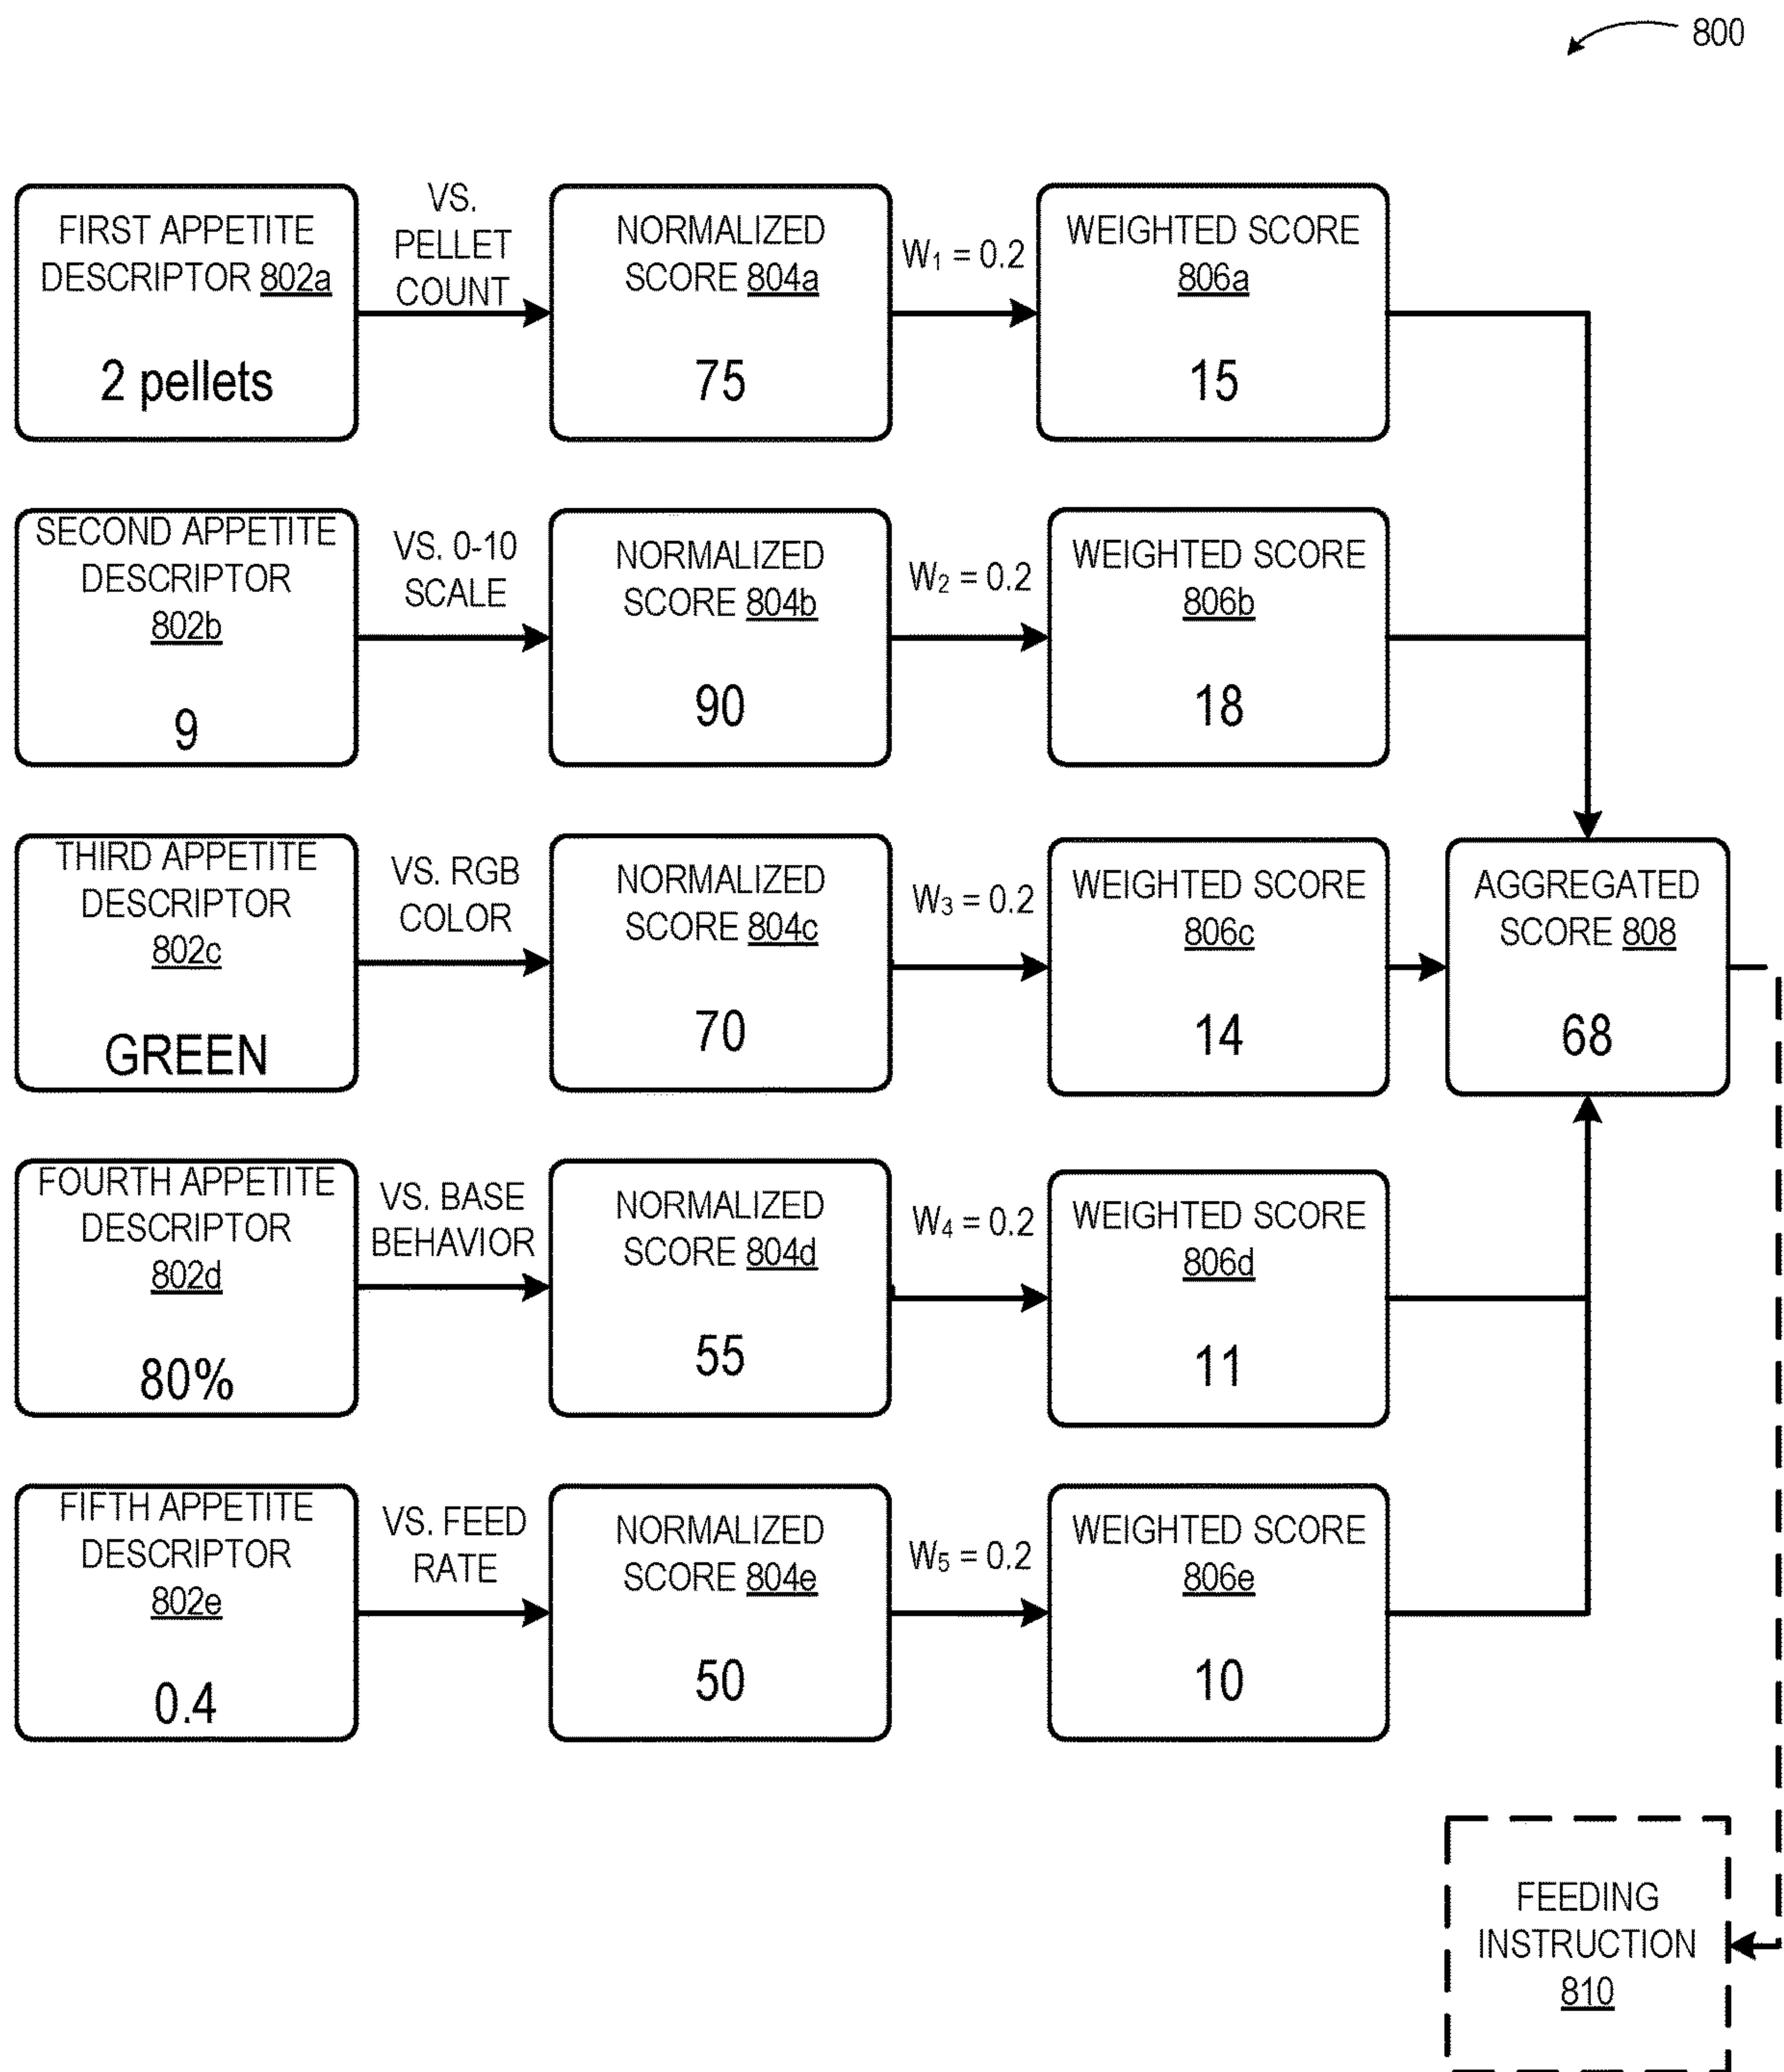 800
FIRST APPETITE
DESCRIPTOR 802a
2 pellets
VS.
PELLET
COUNT
NORMALIZED
SCORE 804a
75
W₁ = 0.2
WEIGHTED SCORE
806a
15
SECOND APPETITE
DESCRIPTOR
802b
9
VS. 0-10
SCALE
NORMALIZED
SCORE 804b
90
W₂ = 0.2
WEIGHTED SCORE
806b
18
THIRD APPETITE
DESCRIPTOR
802c
GREEN
VS. RGB
COLOR
NORMALIZED
SCORE 804c
70
W₃ = 0.2
WEIGHTED SCORE
806c
14
AGGREGATED
SCORE 808
68
FOURTH APPETITE
DESCRIPTOR
802d
80%
VS. BASE
BEHAVIOR
NORMALIZED
SCORE 804d
55
W₄ = 0.2
WEIGHTED SCORE
806d
11
FIFTH APPETITE
DESCRIPTOR
802e
0.4
VS. FEED
RATE
NORMALIZED
SCORE 804e
50
W₅ = 0.2
WEIGHTED SCORE
806e
10
FEEDING
INSTRUCTION
810